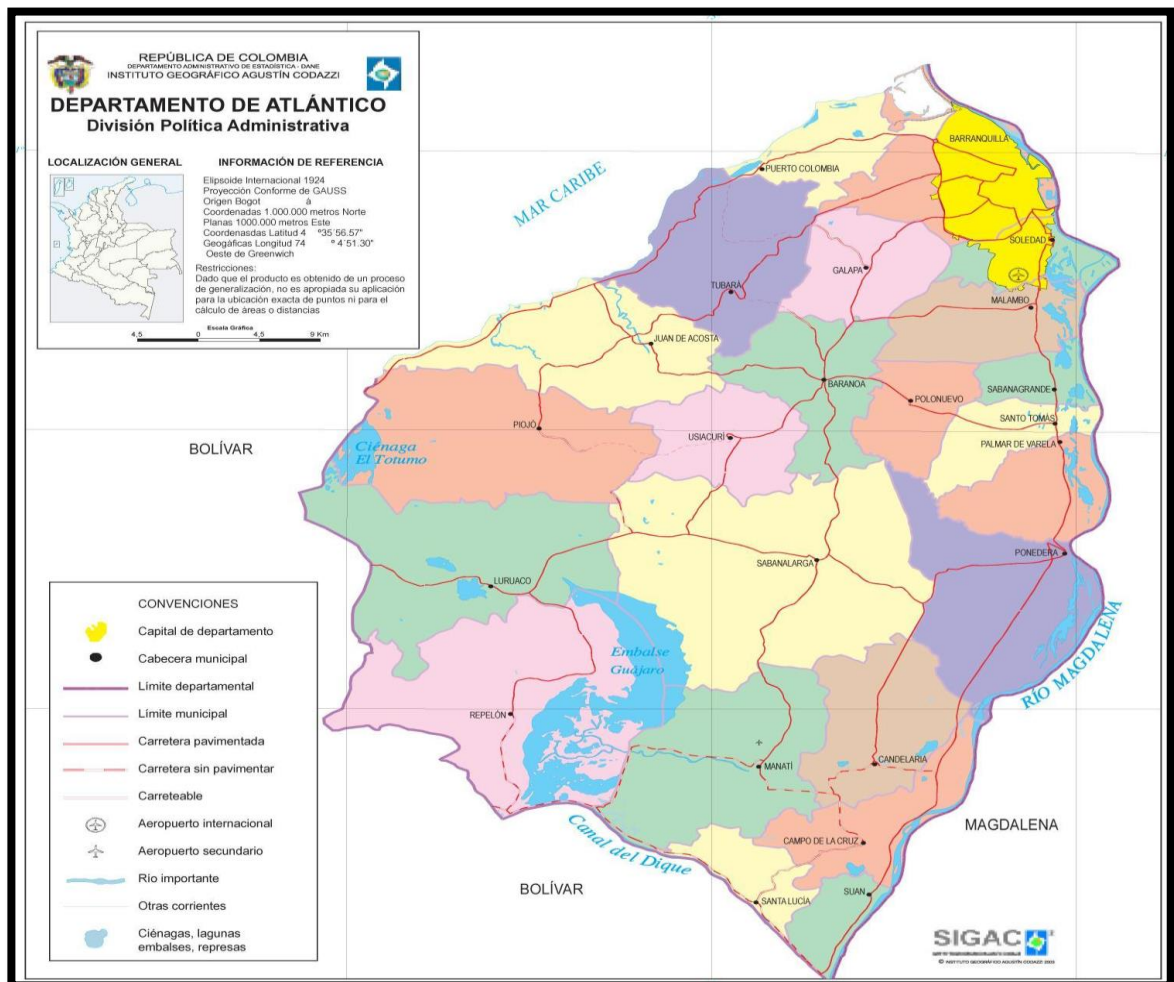 REPÚBLICA DE COLOMBIA
DEPARTAMENTO ADMINISTRATIVO DE ESTADÍSTICA - DANE
INSTITUTO GEOGRÁFICO AGUSTÍN CODAZZI
DEPARTAMENTO DE ATLÁNTICO
División Política Administrativa
LOCALIZACIÓN GENERAL
INFORMACIÓN DE REFERENCIA
Elipsoide Internacional 1924
Proyección Conforme de GAUSS
Origen Bogot á
Coordenadas 1.000.000 metros Norte
Planas 1000.000 metros Este
Coordenasdas Latitud 4 °35´56.57"
Geogáficas Longitud 74 ° 4´51.30"
Oeste de Greenwich
Restricciones:
Dado que el producto es obtenido de un proceso
de generalización, no es apropiada su aplicación
para la ubicación exacta de puntos ni para el
cálculo de áreas o distancias
Escala Gráfica
4,5 0 4,5 9 Km
MAR CARIBE
BARRANQUILLA
PUERTO COLOMBIA
SOLEDAD
GALAPA
TUBARÁ
MALAMBO
JUAN DE ACOSTA
BARANOA
SABANAGRANDE
POLONUEVO
SANTO TOMÁS
PIOJÓ
USIACURÍ
PALMAR DE VARELA
BOLÍVAR
Ciénaga
El Totumo
PONEDERA
SABANALARGA
LURUACO
RÍO MAGDALENA
Embalse
Guájaro
REPELÓN
MANATÍ
CANDELARIA
MAGDALENA
CAMPO DE LA CRUZ
Canal del Dique
BOLÍVAR
SUAN
SANTA LUCÍA
CONVENCIONES
Capital de departamento
Cabecera municipal
Límite departamental
Límite municipal
Carretera pavimentada
Carretera sin pavimentar
Carreteable
Aeropuerto internacional
Aeropuerto secundario
Río importante
Otras corrientes
Ciénagas, lagunas
embalses, represas
SIGAC
© INSTITUTO GEOGRÁFICO AGUSTÍN CODAZZI 2003